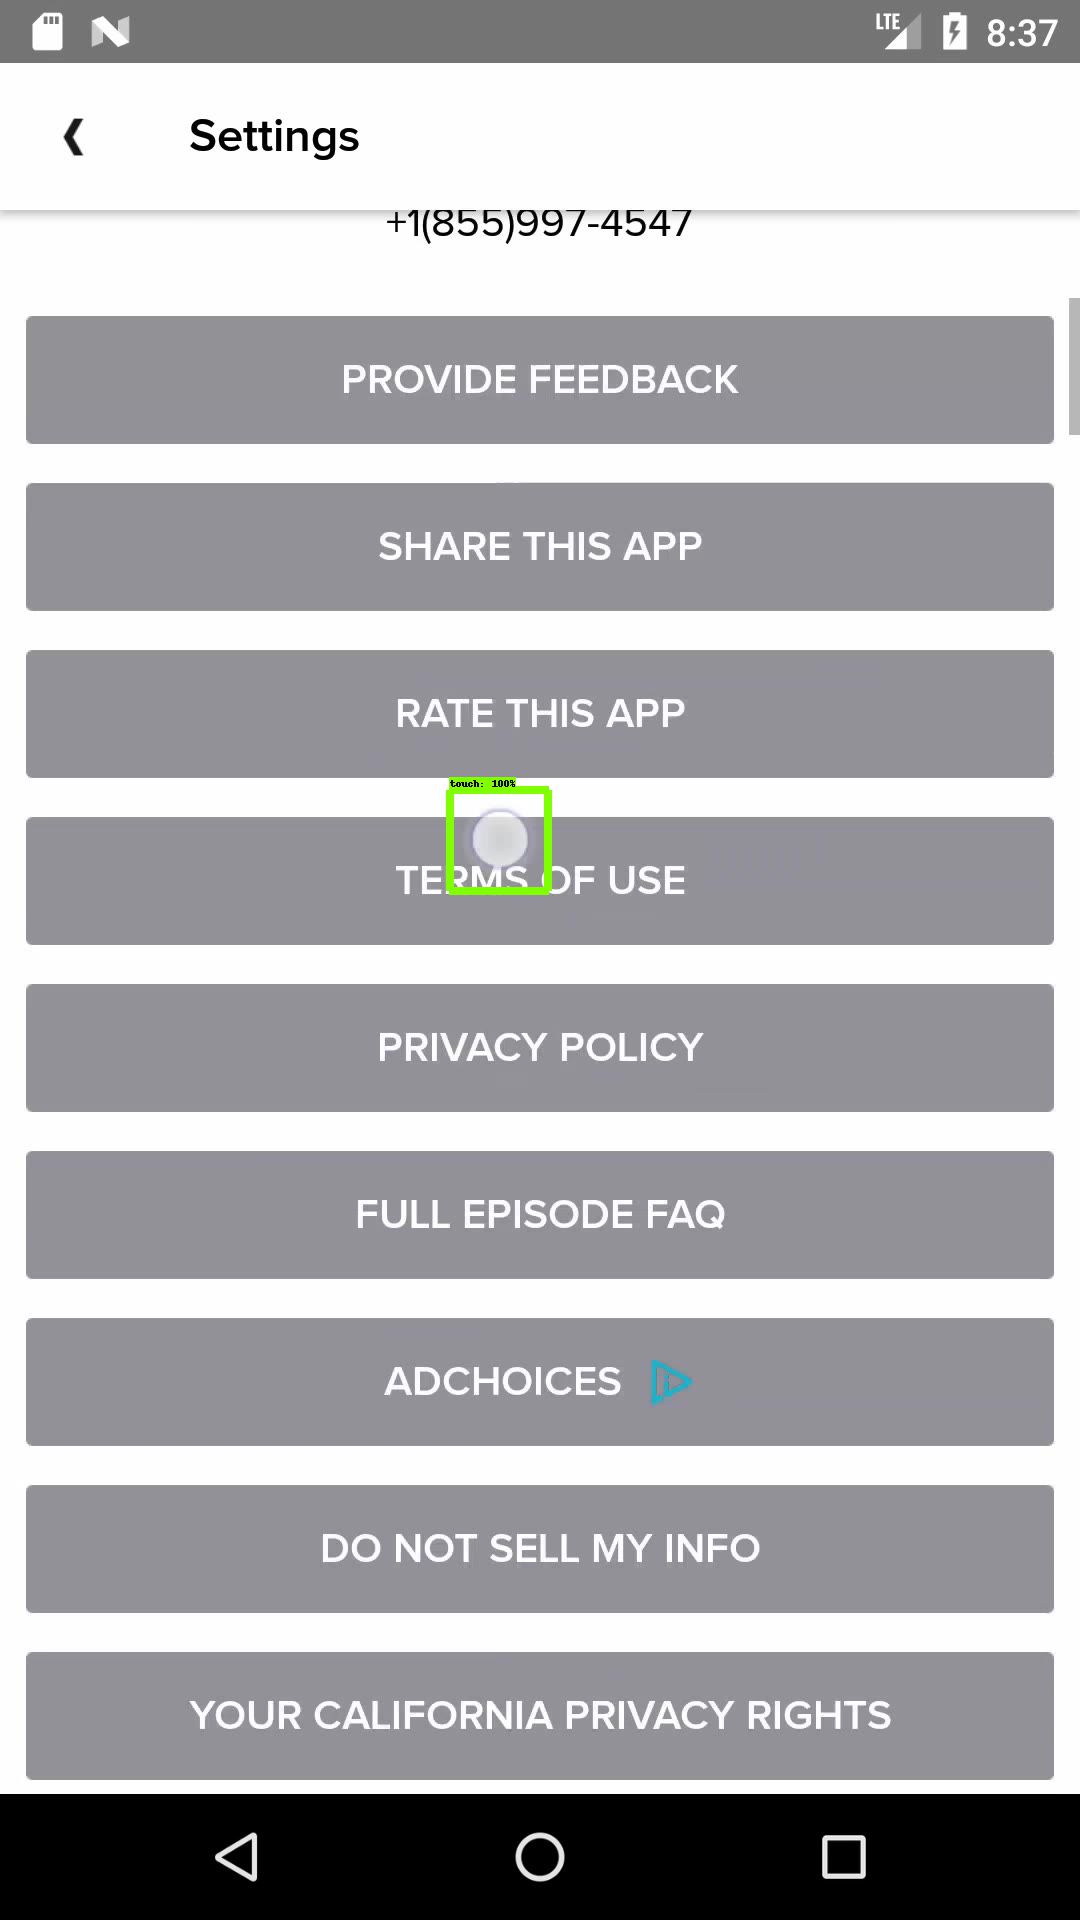 LTE 8:37
Settings
+1(855)997-4547
PROVIDE FEEDBACK
SHARE THIS APP
RATE THIS APP
touch: 100%
TERMS OF USE
PRIVACY POLICY
FULL EPISODE FAQ
ADCHOICES
DO NOT SELL MY INFO
YOUR CALIFORNIA PRIVACY RIGHTS